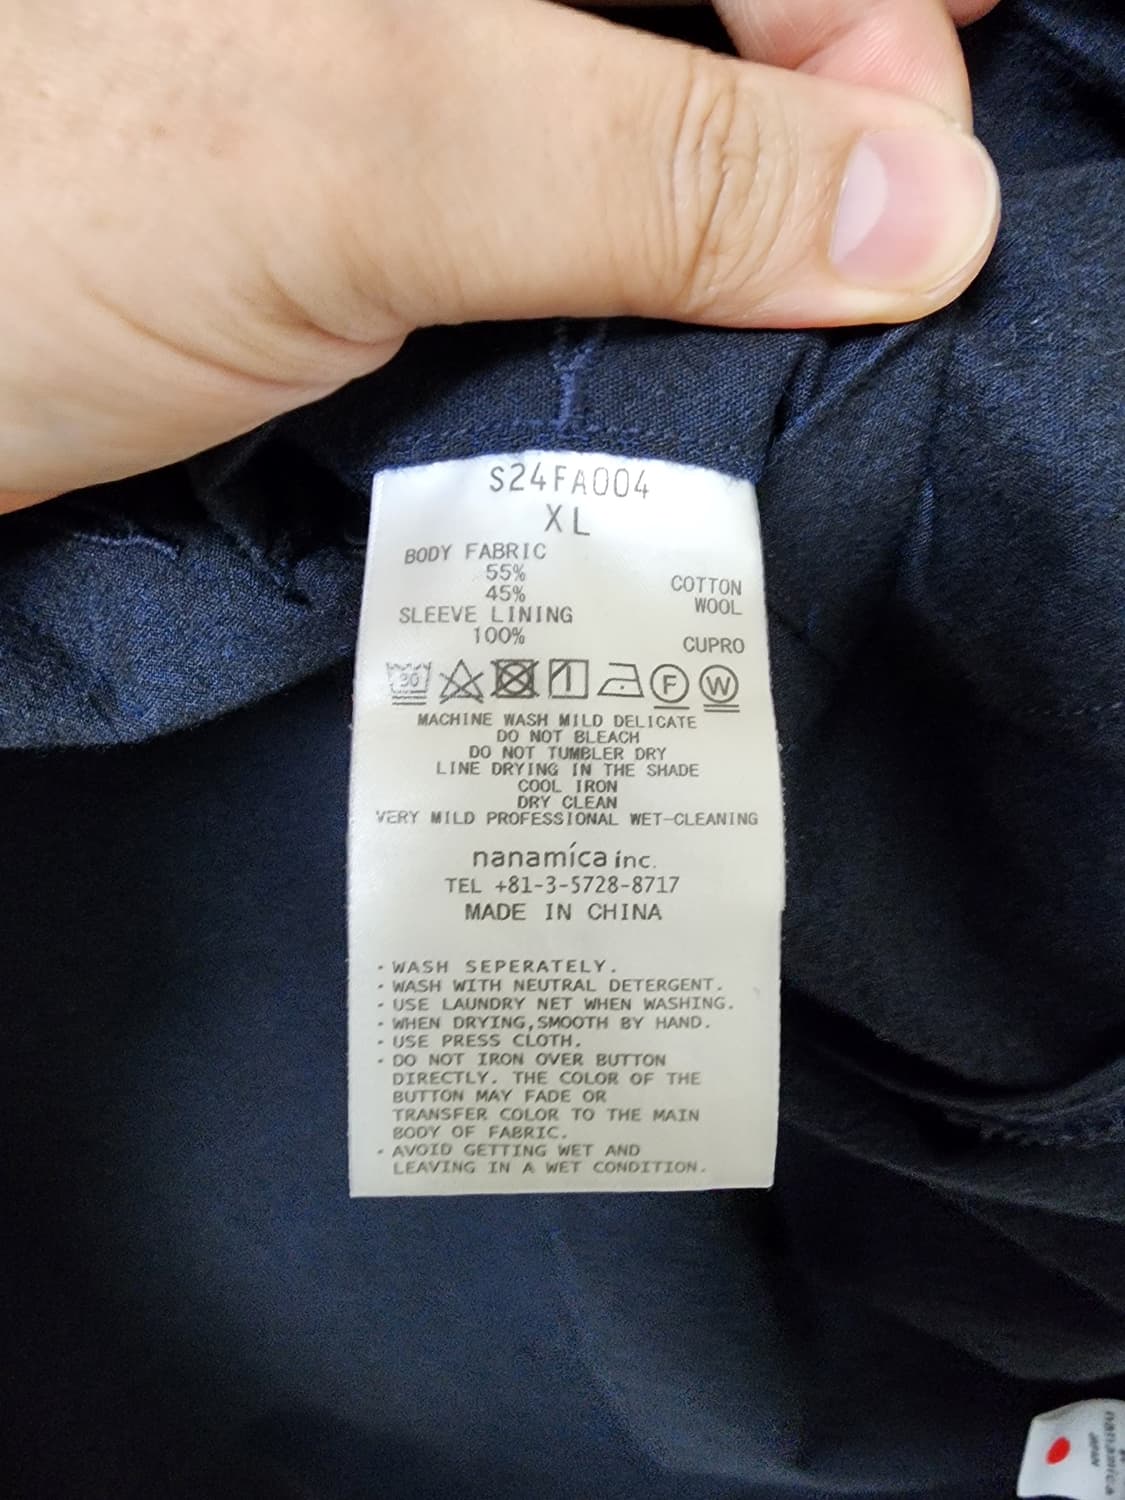 S24FA004
XL
BODY FABRIC
55% COTTON
45% WOOL
SLEEVE LINING
100% CUPRO
30 F W
MACHINE WASH MILD DELICATE
DO NOT BLEACH
DO NOT TUMBLER DRY
LINE DRYING IN THE SHADE
COOL IRON
DRY CLEAN
VERY MILD PROFESSIONAL WET-CLEANING
nanamíca inc.
TEL +81-3-5728-8717
MADE IN CHINA
· WASH SEPERATELY.
· WASH WITH NEUTRAL DETERGENT.
· USE LAUNDRY NET WHEN WASHING.
· WHEN DRYING,SMOOTH BY HAND.
· USE PRESS CLOTH.
· DO NOT IRON OVER BUTTON
DIRECTLY. THE COLOR OF THE
BUTTON MAY FADE OR
TRANSFER COLOR TO THE MAIN
BODY OF FABRIC.
· AVOID GETTING WET AND
LEAVING IN A WET CONDITION.
nanamíca
JAPAN